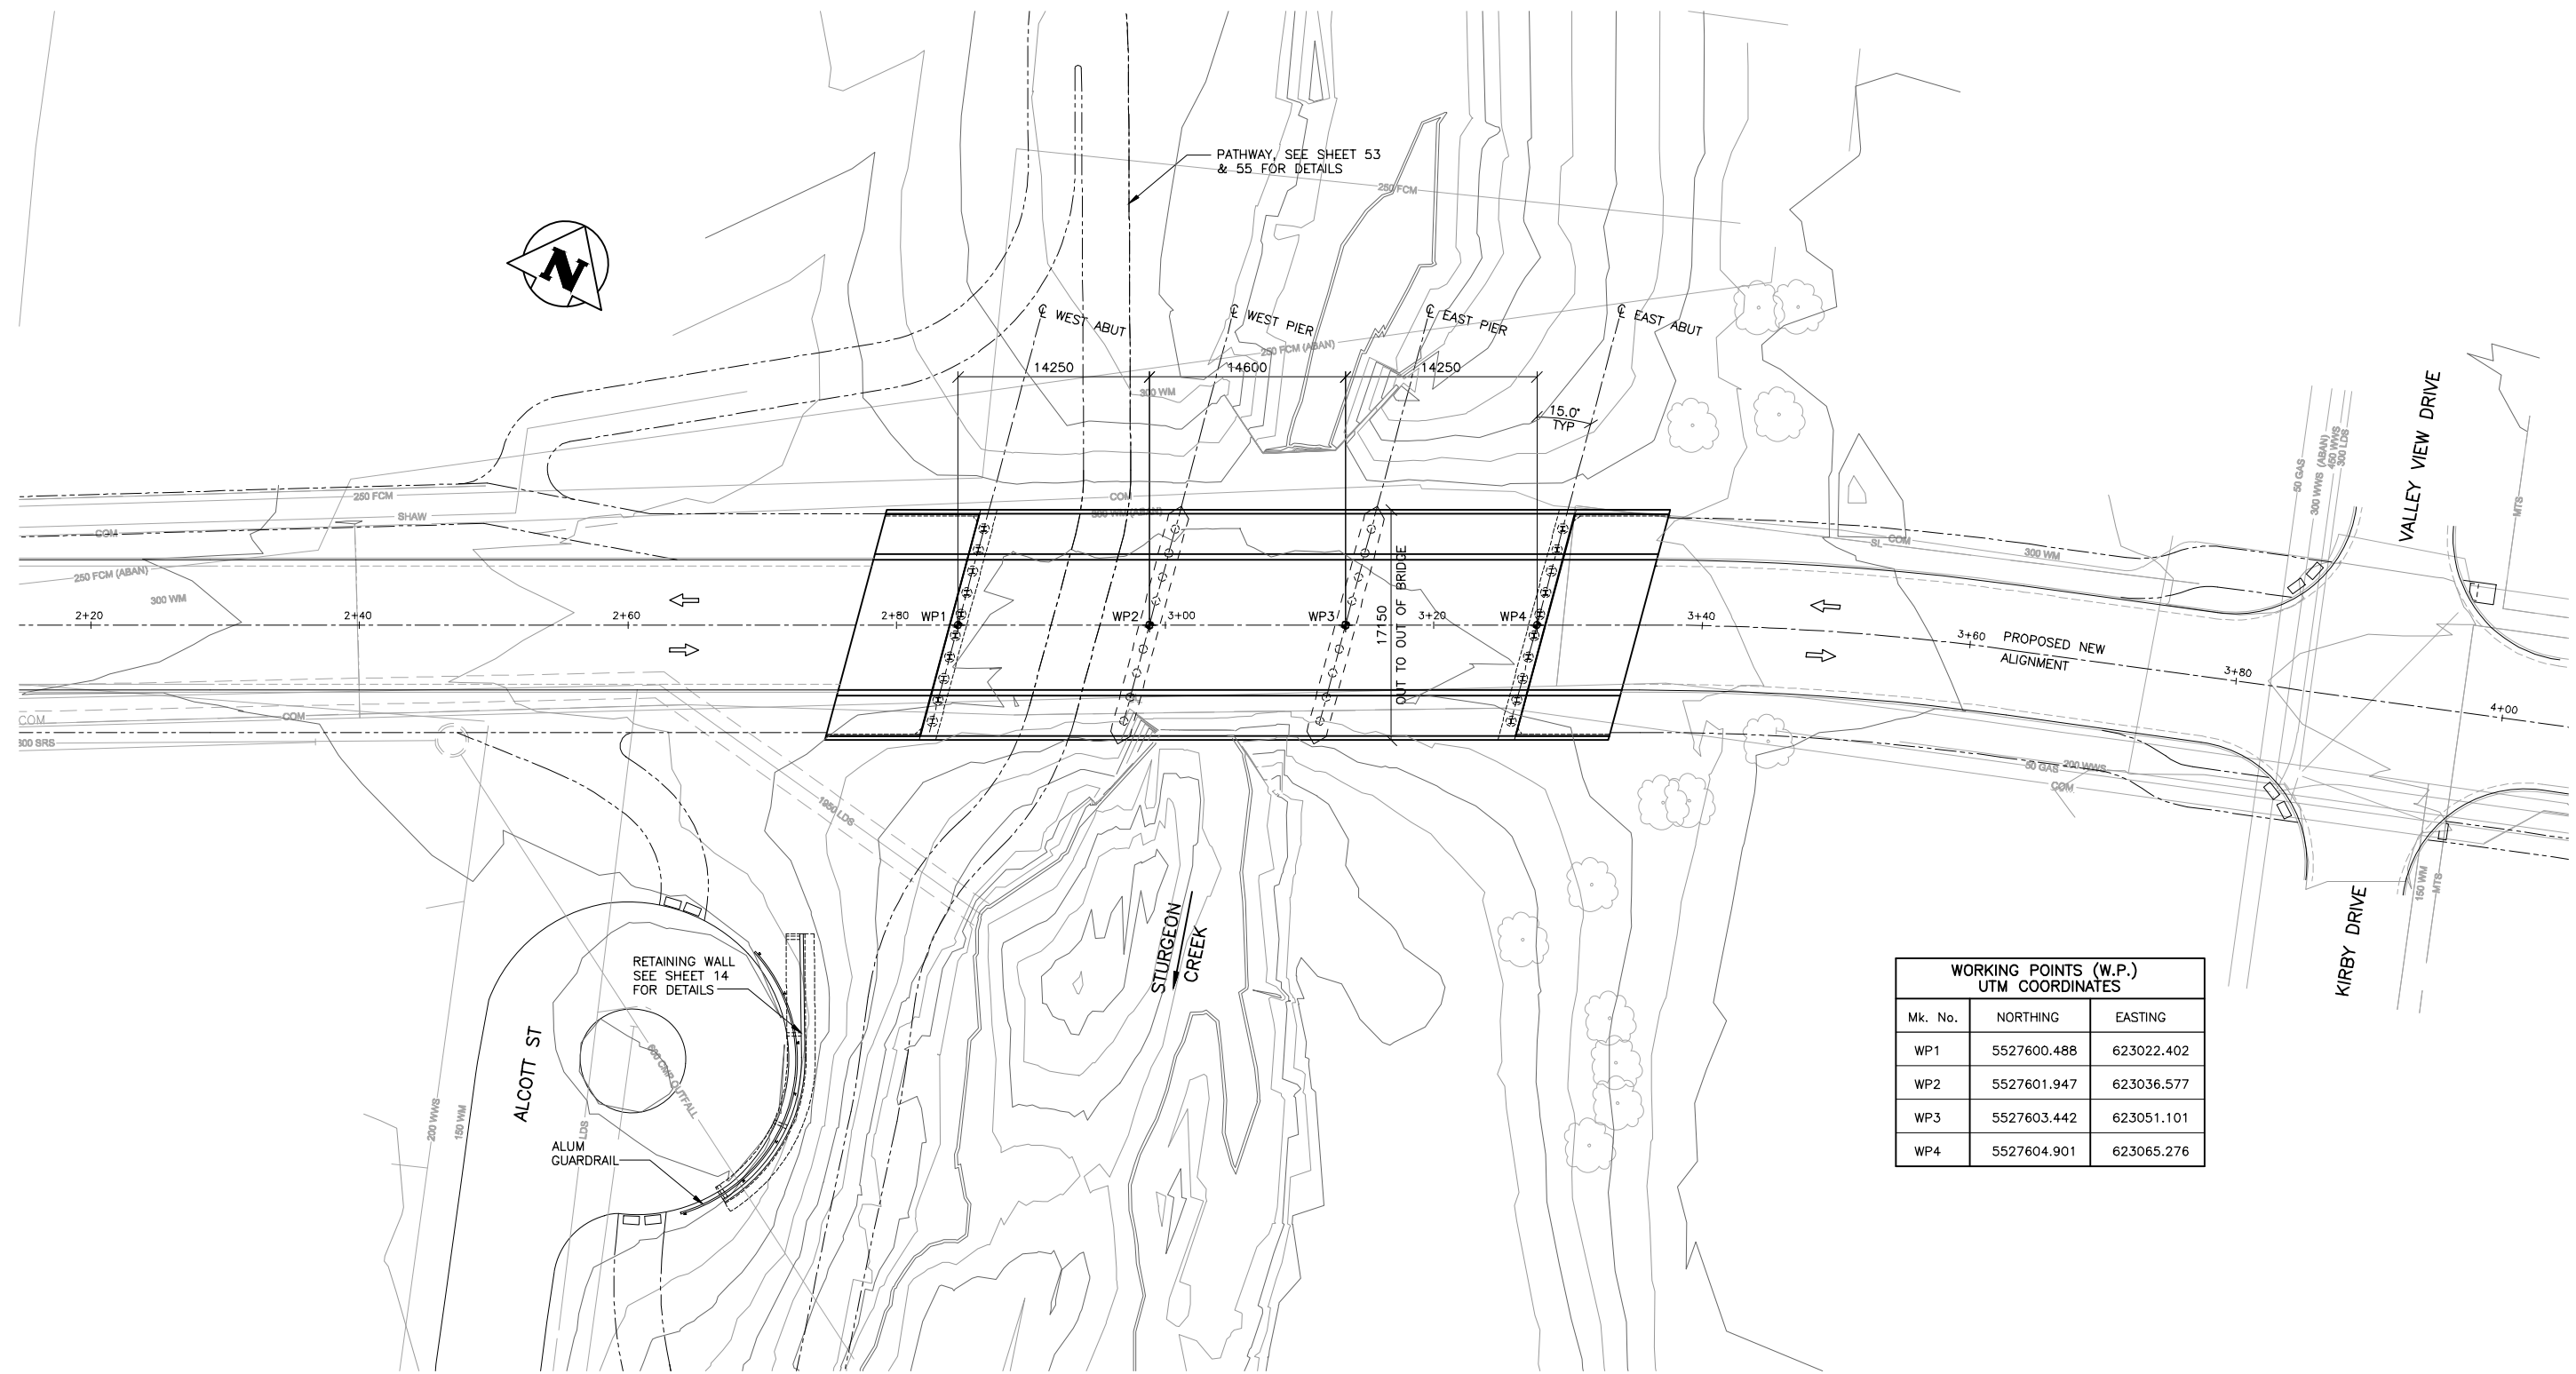 PATHWAY, SEE SHEET 53
& 55 FOR DETAILS
250 FCM
N
℄ WEST ABUT
℄ WEST PIER
℄ EAST PIER
℄ EAST ABUT
250 FCM (ABAN)
14250
14600
14250
300 WM
15.0°
TYP
VALLEY VIEW DRIVE
50 GAS
300 WWS (ABAN)
450 WWS
300 LDS
MTS
250 FCM
COM
SHAW
COM
SL
COM
300 WM
250 FCM (ABAN)
300 WM
2+20
2+40
2+60
2+80
WP1
WP2
3+00
WP3
3+20
WP4
3+40
3+60
PROPOSED NEW
ALIGNMENT
3+80
4+00
17150
OUT TO OUT OF BRIDGE
COM
COM
300 SRS
1950 LDS
50 GAS
200 WWS
COM
150 WM
MTS
KIRBY DRIVE
STURGEON
CREEK
RETAINING WALL
SEE SHEET 14
FOR DETAILS
ALCOTT ST
600 CMP OUTFALL
200 WWS
150 WM
LDS
ALUM
GUARDRAIL
WORKING POINTS (W.P.)
UTM COORDINATES
Mk. No. NORTHING EASTING
WP1 5527600.488 623022.402
WP2 5527601.947 623036.577
WP3 5527603.442 623051.101
WP4 5527604.901 623065.276